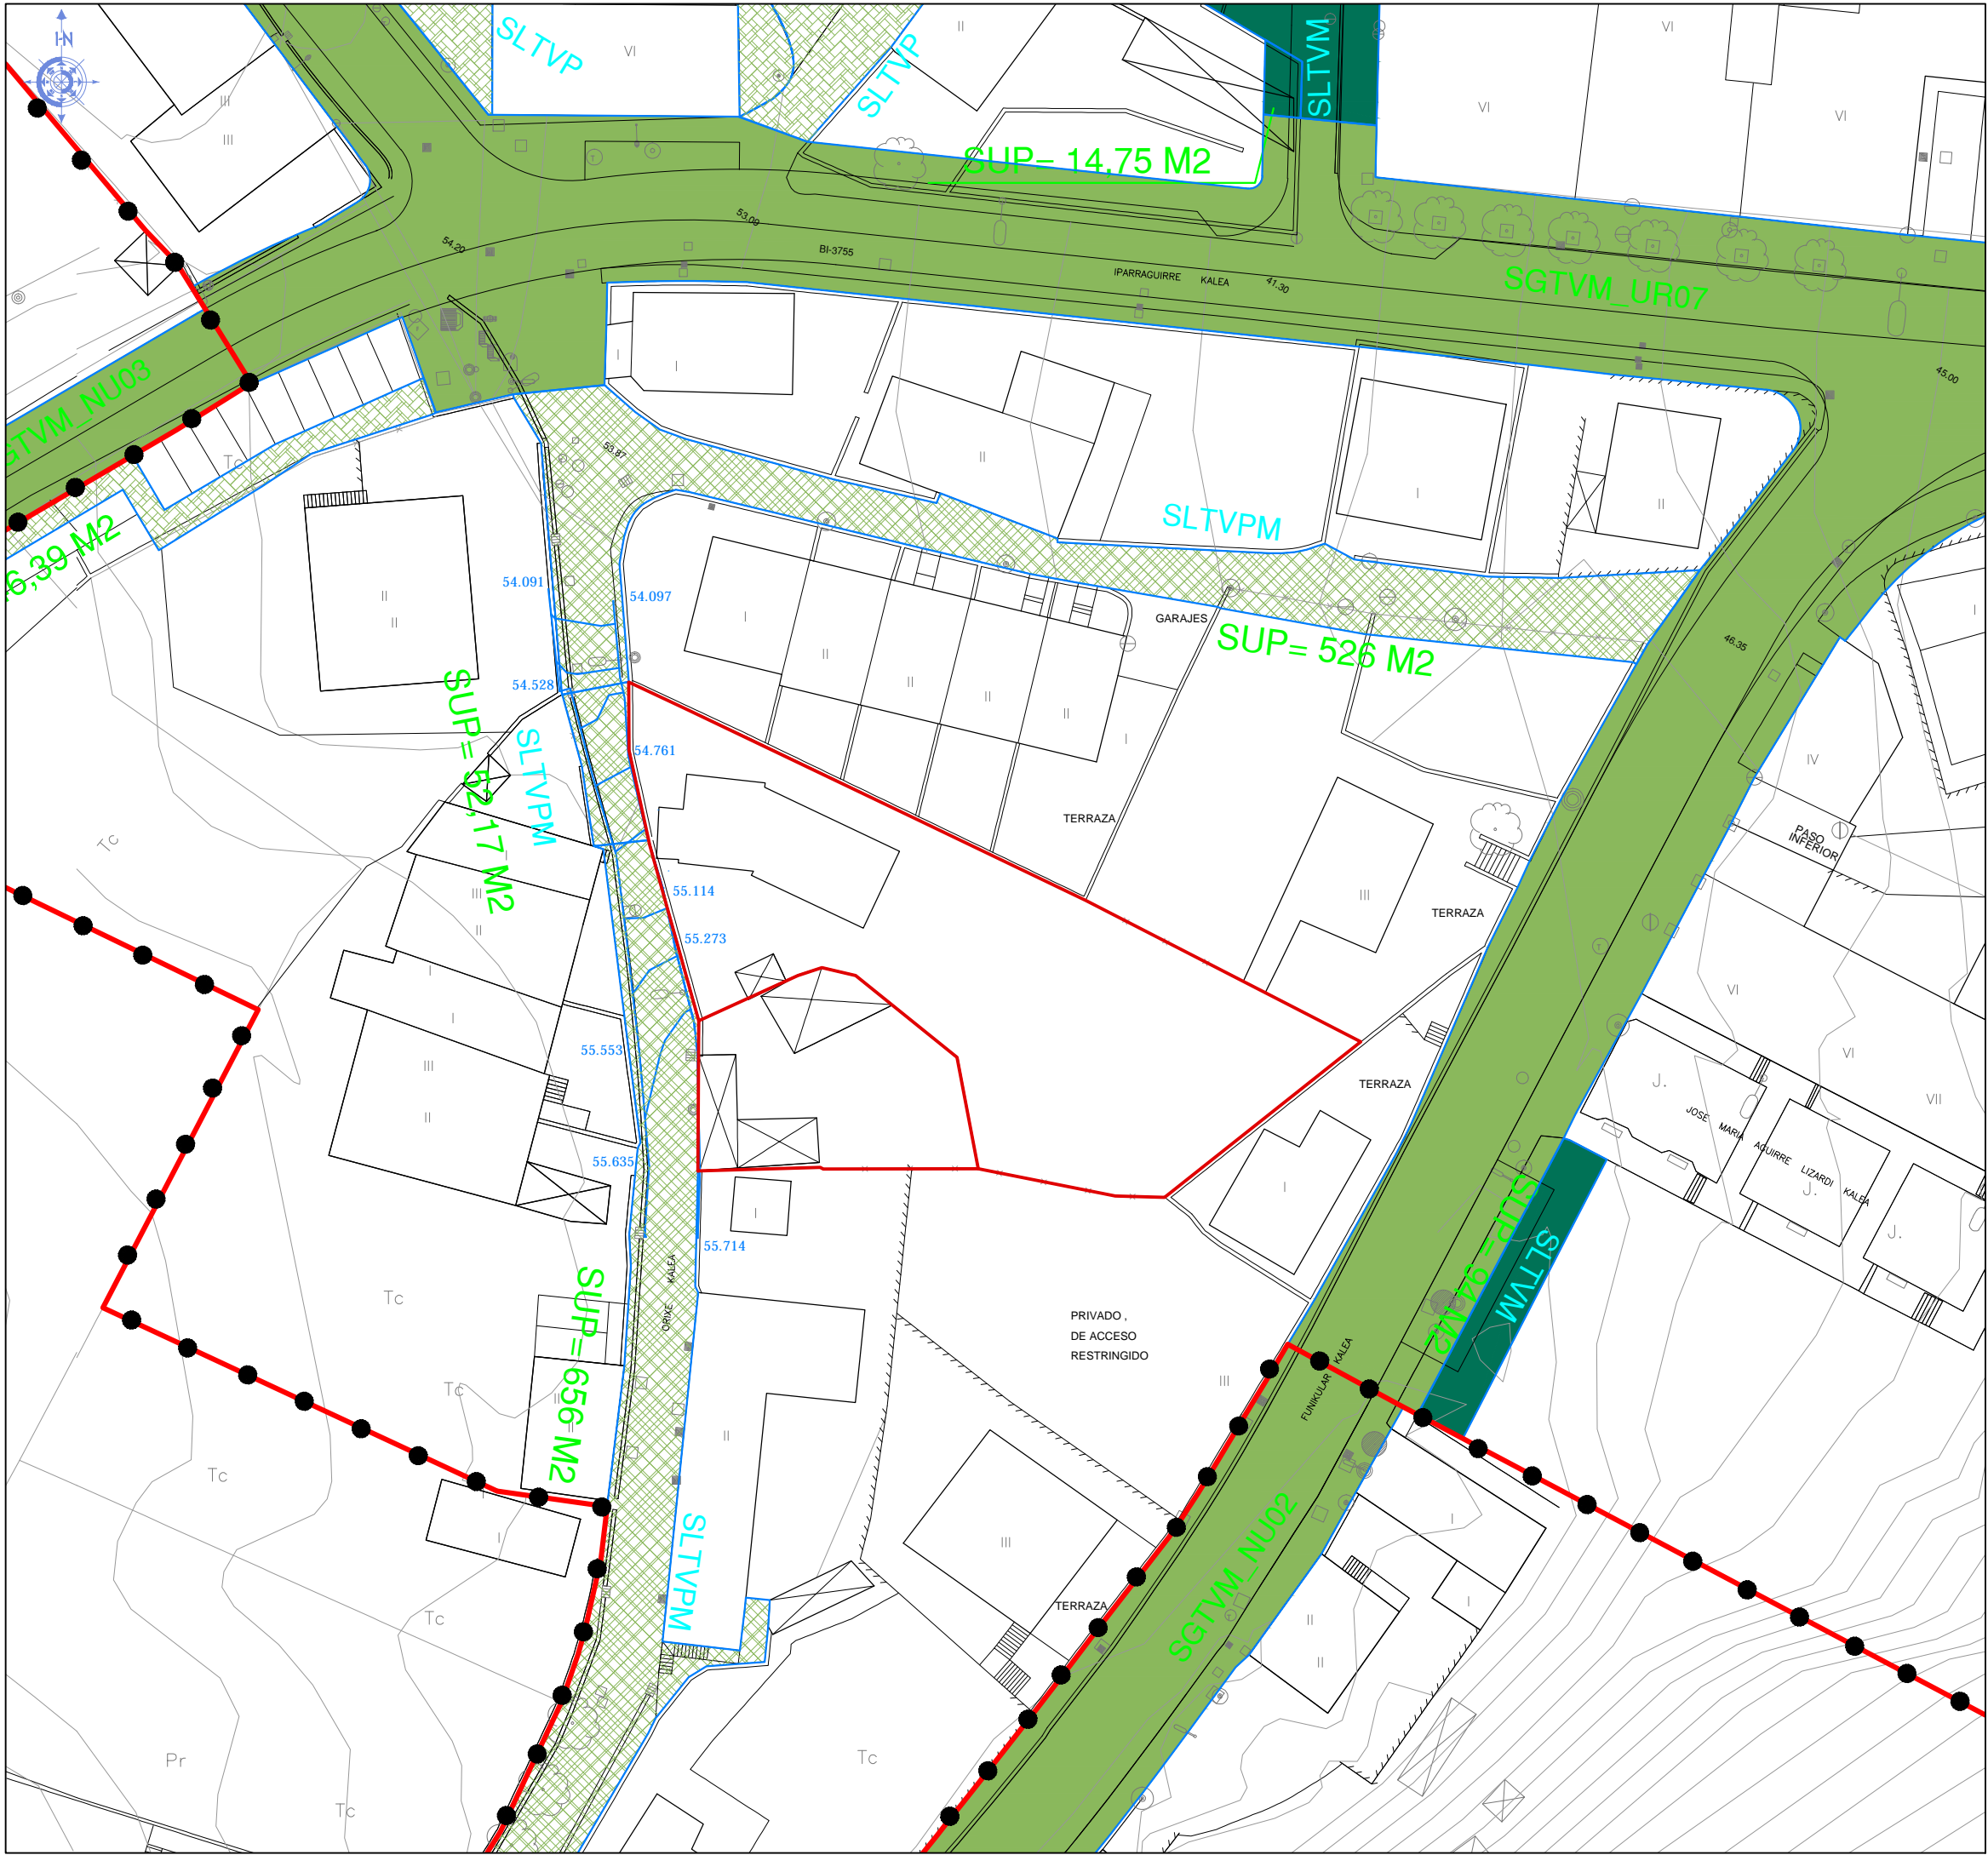 N
SLTVP
VI
SLTVP
II
SLTVM
VI
VI
VI
III
III
SUP= 14,75 M2
53.09
54.20
BI-3755
IPARRAGUIRRE KALEA
41.30
SGTVM_UR07
45.00
SGTVM_NU03
I
I
II
I
II
Tc
53.87
SLTVPM
6,39 M2
II
II
54.091
54.097
I
II
II
II
II
I
GARAJES
SUP= 526 M2
46.35
I
54.528
SUP= 52,17 M2
SLTVPM
54.761
TERRAZA
IV
PASO
INFERIOR
Tc
I
III
II
55.114
55.273
III
TERRAZA
I
I
VI
VI
VII
55.553
III
II
TERRAZA
J.
JOSE MARIA AGUIRRE LIZARDI KALEA
J.
J.
55.635
I
55.714
I
SUP= 94 M2
SLTVM
ORIXE KALEA
Tc
SUP= 656 M2
PRIVADO ,
DE ACCESO
RESTRINGIDO
III
FUNIKULAR KALEA
Tc
II
II
Tc
I
SLTVPM
III
SGTVM_NU02
I
I
TERRAZA
Tc
II
II
Pr
Tc
Tc